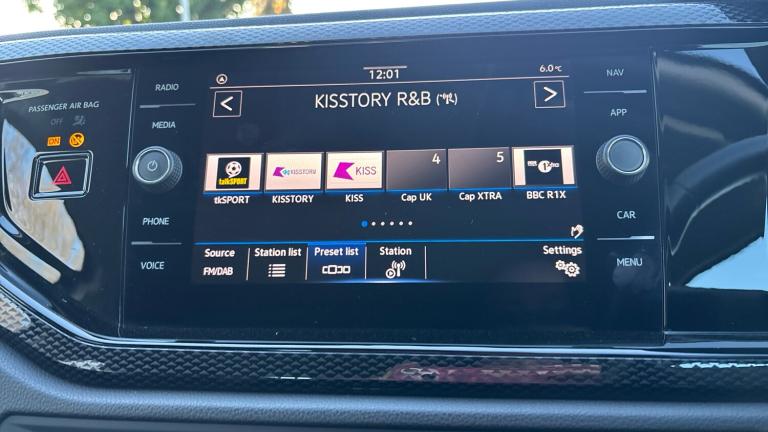 RADIO
MEDIA
PHONE
VOICE
PASSENGER AIR BAG
OFF
ON
12:01
6.0°C
KISSTORY R&B
talkSPORT
KISSTORY
KISS
4
5
BBC
1
tkSPORT
KISSTORY
KISS
Cap UK
Cap XTRA
BBC R1X
Source
Station list
Preset list
Station
Settings
FM/DAB
NAV
APP
CAR
MENU